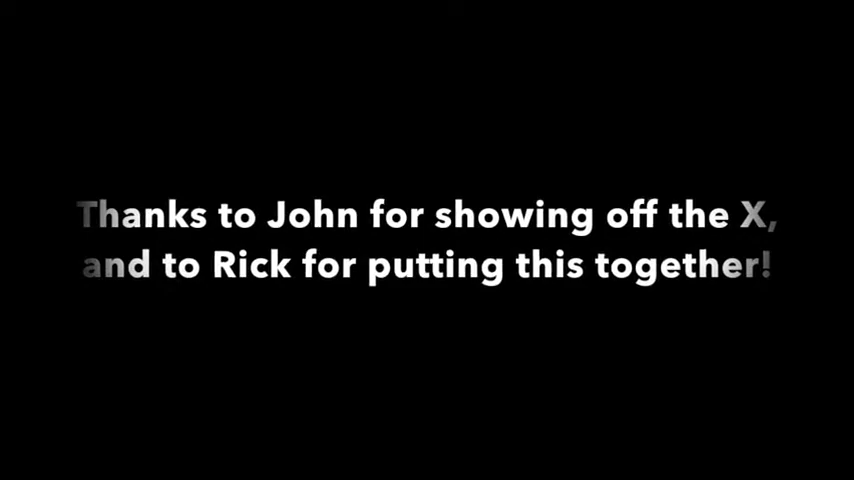 Thanks to John for showing off the X,
and to Rick for putting this together!